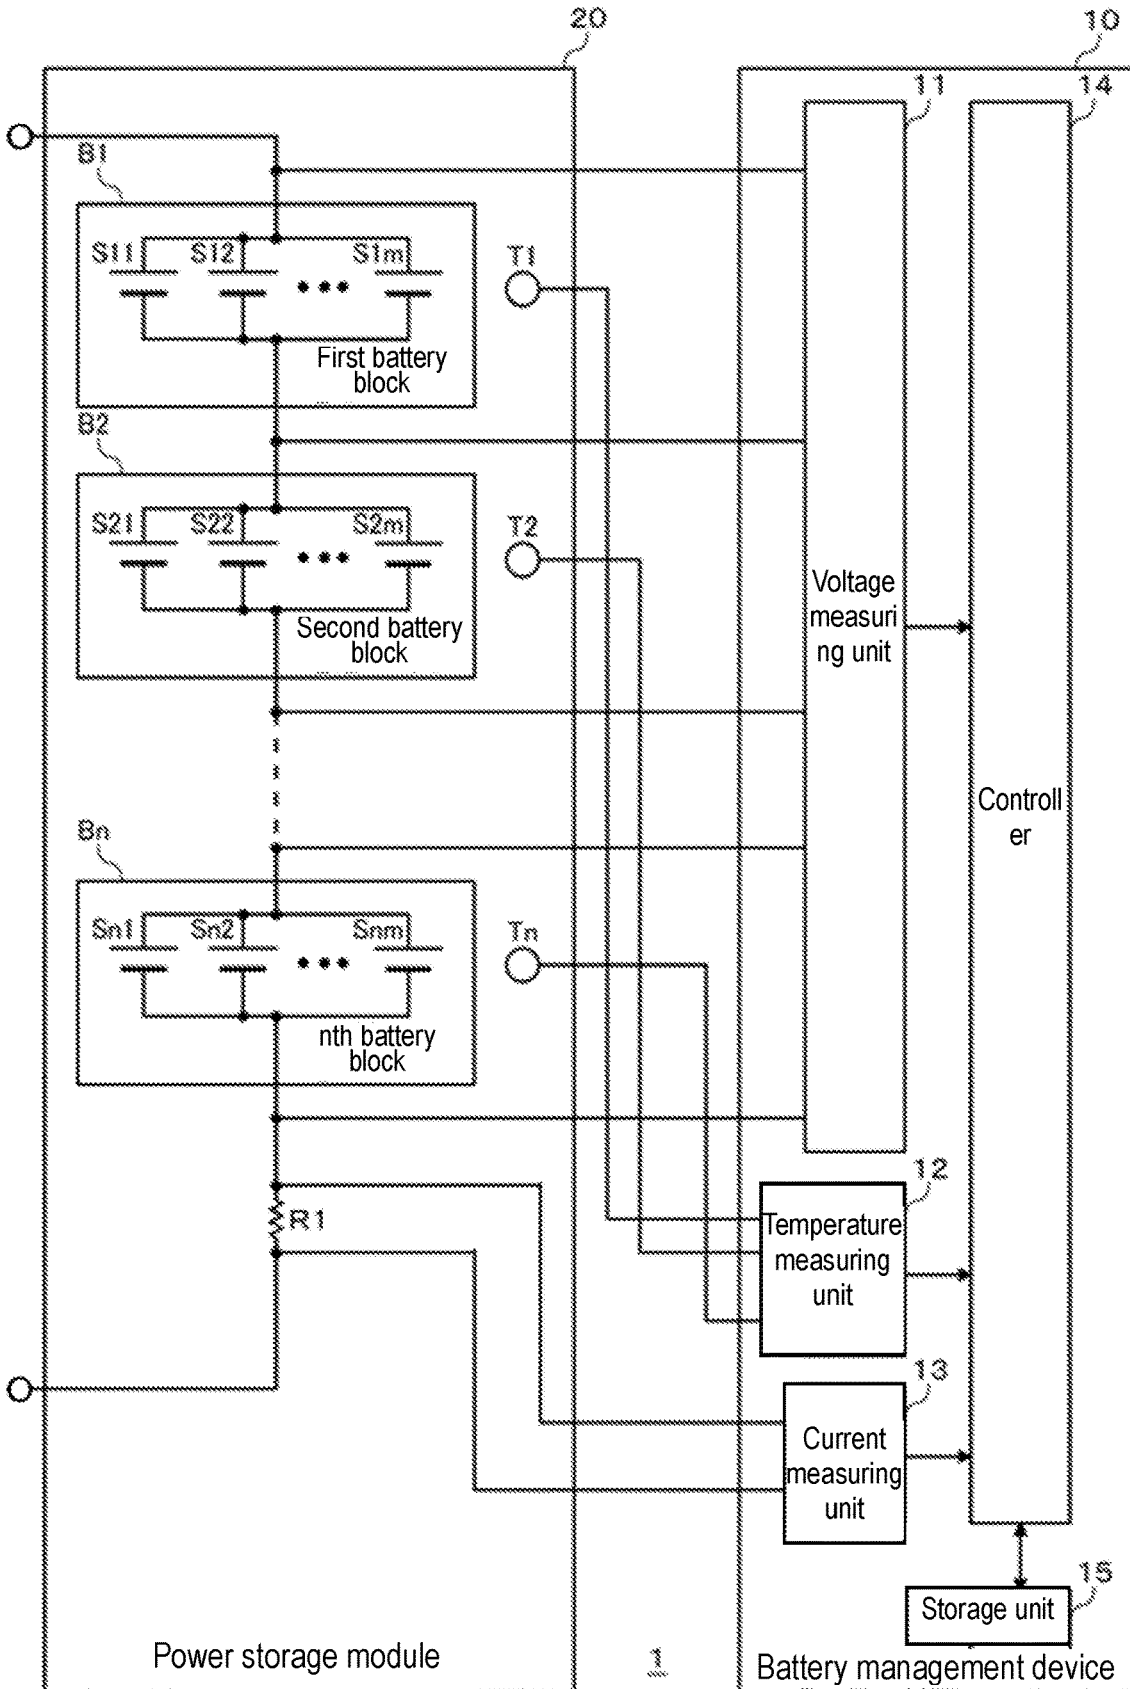 20
10
11
14
B1
S11
S12
S1m
T1
First battery
block
B2
S21
S22
S2m
T2
Second battery
block
Voltage
measuri
ng unit
Controll
er
Bn
Sn1
Sn2
Snm
Tn
nth battery
block
12
R1
Temperature
measuring
unit
13
Current
measuring
unit
15
Storage unit
Power storage module
1
Battery management device